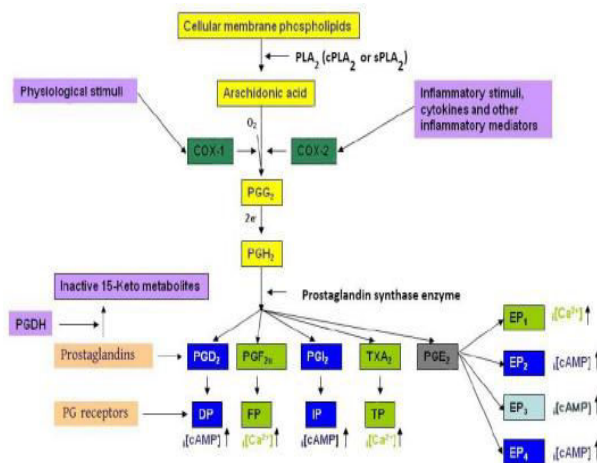 Cellular membrane phospholipids
PLA₂ (cPLA₂ or sPLA₂)
Physiological stimuli
Arachidonic acid
Inflammatory stimuli,
cytokines and other
inflammatory mediators
O₂
COX-1
COX-2
PGG₂
2e⁻
PGH₂
Inactive 15-Keto metabolites
Prostaglandin synthase enzyme
PGDH
EP₁ ᵢ[Ca²⁺]
Prostaglandins
PGD₂
PGF₂α
PGI₂
TXA₂
PGE₂
EP₂ ᵢ[cAMP]
PG receptors
DP
FP
IP
TP
EP₃ ᵢ[cAMP]
ᵢ[cAMP]
ᵢ[Ca²⁺]
ᵢ[cAMP]
ᵢ[Ca²⁺]
EP₄ ᵢ[cAMP]